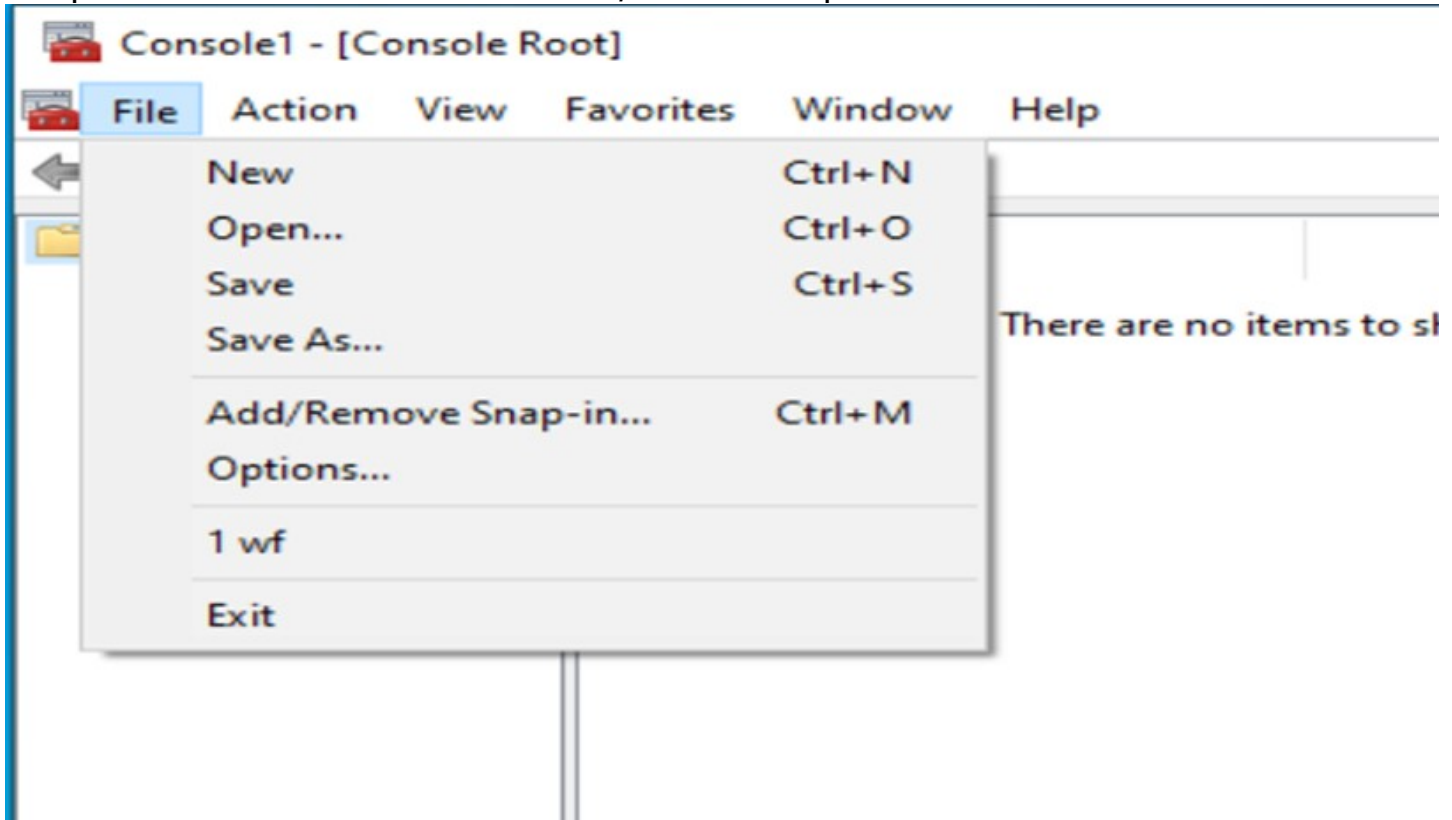 Console1 - [Console Root]
File Action View Favorites Window Help
New Ctrl+N
Open... Ctrl+O
Save Ctrl+S
Save As...
There are no items to
Add/Remove Snap-in... Ctrl+M
Options...
1 wf
Exit